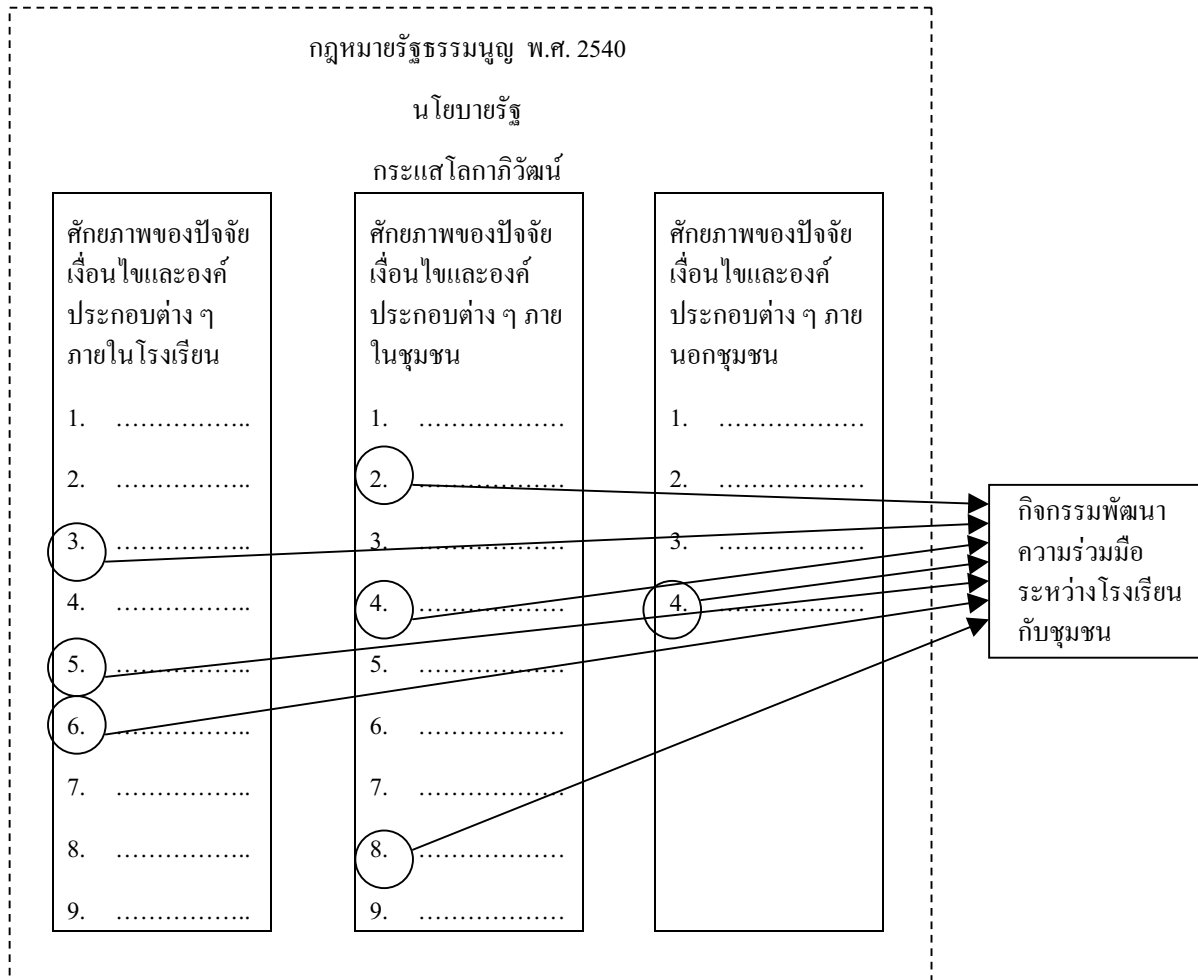 กฎหมายรัฐธรรมนูญ พ.ศ. 2540
นโยบายรัฐ
กระแสโลกาภิวัฒน์
ศักยภาพของปัจจัย
เงื่อนไขและองค์
ประกอบต่าง ๆ
ภายในโรงเรียน
1. ……………..
2. ……………..
3. ……………..
4. ……………..
5. ……………..
6. ……………..
7. ……………..
8. ……………..
9. ……………..
ศักยภาพของปัจจัย
เงื่อนไขและองค์
ประกอบต่าง ๆ ภาย
ในชุมชน
1. ………………
2. ………………
3. ………………
4. ………………
5. ………………
6. ………………
7. ………………
8. ………………
9. ………………
ศักยภาพของปัจจัย
เงื่อนไขและองค์
ประกอบต่าง ๆ ภาย
นอกชุมชน
1. ………………
2. ………………
3. ………………
4. ………………
กิจกรรมพัฒนา
ความร่วมมือ
ระหว่างโรงเรียน
กับชุมชน